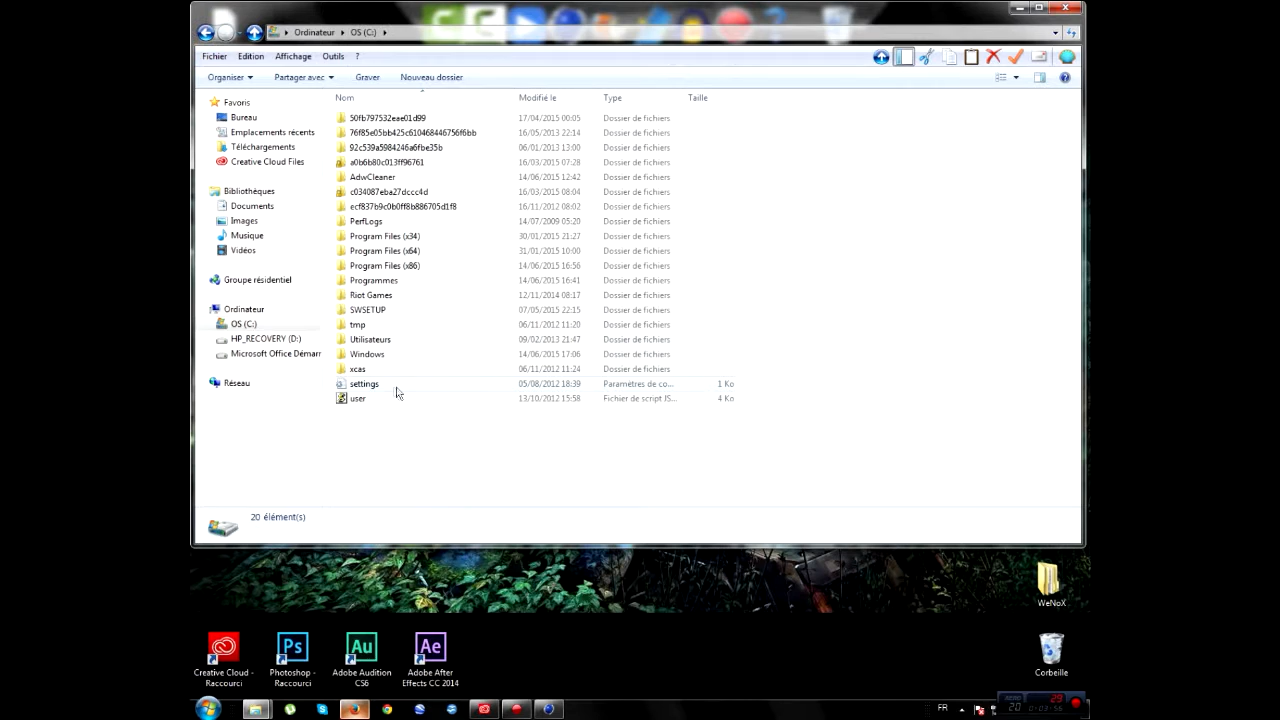 Ordinateur OS (C:)
Fichier Edition Affichage Outils ?
Organiser Partager avec Graver Nouveau dossier
Nom Modifié le Type Taille
Favoris
Bureau
Emplacements récents
Téléchargements
Creative Cloud Files
Bibliothèques
Documents
Images
Musique
Vidéos
Groupe résidentiel
Ordinateur
OS (C:)
HP_RECOVERY (D:)
Microsoft Office Démarr
Réseau
50fb797532eae01d99 17/04/2015 00:05 Dossier de fichiers
76f85e05bb425c610468446756f6bb 16/05/2013 22:14 Dossier de fichiers
92c539a5984246a6fbe35b 06/01/2013 13:00 Dossier de fichiers
a0b6b80c013ff96761 16/03/2015 07:28 Dossier de fichiers
AdwCleaner 14/06/2015 12:42 Dossier de fichiers
c034087eba27dccc4d 16/03/2015 08:04 Dossier de fichiers
ecf837b9c0b0ff8b886705d1f8 16/11/2012 08:02 Dossier de fichiers
PerfLogs 14/07/2009 05:20 Dossier de fichiers
Program Files (x34) 30/01/2015 21:27 Dossier de fichiers
Program Files (x64) 31/01/2015 10:00 Dossier de fichiers
Program Files (x86) 14/06/2015 16:56 Dossier de fichiers
Programmes 14/06/2015 16:41 Dossier de fichiers
Riot Games 12/11/2014 08:17 Dossier de fichiers
SWSETUP 07/05/2015 22:15 Dossier de fichiers
tmp 06/11/2012 11:20 Dossier de fichiers
Utilisateurs 09/02/2013 21:47 Dossier de fichiers
Windows 14/06/2015 17:06 Dossier de fichiers
xcas 06/11/2012 11:24 Dossier de fichiers
settings 05/08/2012 18:39 Paramètres de co... 1 Ko
user 13/10/2012 15:58 Fichier de script JS... 4 Ko
20 élément(s)
WeNoX
Ps Au Ae
Creative Cloud - Raccourci
Photoshop - Raccourci
Adobe Audition CS6
Adobe After Effects CC 2014
Corbeille
FR
20 29
0:03:56